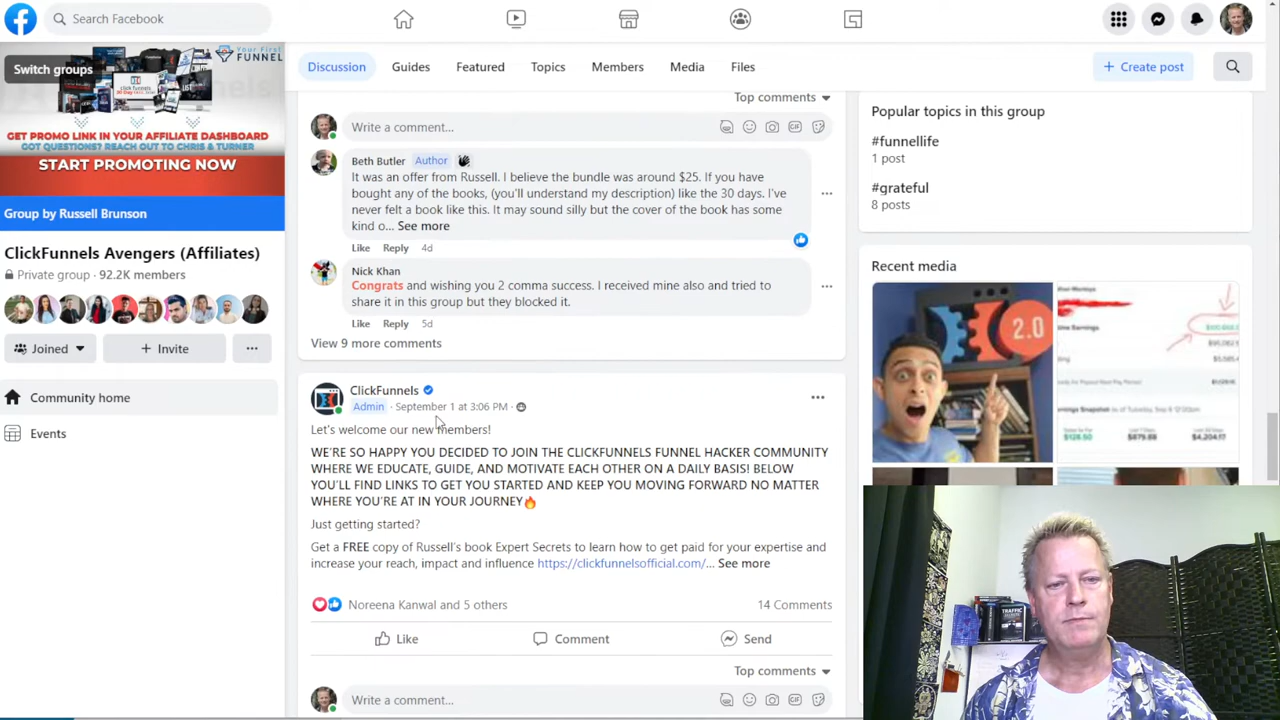 Search Facebook
Your First
FUNNEL
Switch groups
click funnels
LIST
GET PROMO LINK IN YOUR AFFILIATE DASHBOARD
GOT QUESTIONS? REACH OUT TO CHRIS & TURNER
START PROMOTING NOW
Group by Russell Brunson
ClickFunnels Avengers (Affiliates)
Private group · 92.2K members
Joined
+ Invite
...
Community home
Events
Discussion
Guides
Featured
Topics
Members
Media
Files
+ Create post
Top comments
Write a comment...
GIF
Beth Butler Author
It was an offer from Russell. I believe the bundle was around $25. If you have
bought any of the books, (you'll understand my description) like the 30 days. I've
never felt a book like this. It may sound silly but the cover of the book has some
kind o... See more
Like Reply 4d
Nick Khan
Congrats and wishing you 2 comma success. I received mine also and tried to
share it in this group but they blocked it.
Like Reply 5d
View 9 more comments
ClickFunnels
Admin · September 1 at 3:06 PM ·
Let's welcome our new members!
WE'RE SO HAPPY YOU DECIDED TO JOIN THE CLICKFUNNELS FUNNEL HACKER COMMUNITY
WHERE WE EDUCATE, GUIDE, AND MOTIVATE EACH OTHER ON A DAILY BASIS! BELOW
YOU'LL FIND LINKS TO GET YOU STARTED AND KEEP YOU MOVING FORWARD NO MATTER
WHERE YOU'RE AT IN YOUR JOURNEY🔥
Just getting started?
Get a FREE copy of Russell's book Expert Secrets to learn how to get paid for your expertise and
increase your reach, impact and influence https://clickfunnelsofficial.com/... See more
Noreena Kanwal and 5 others
14 Comments
Like
Comment
Send
Top comments
Write a comment...
GIF
Popular topics in this group
#funnellife
1 post
#grateful
8 posts
Recent media
2.0
$128.50
$879.88
$4,204.17
TRAFFIC